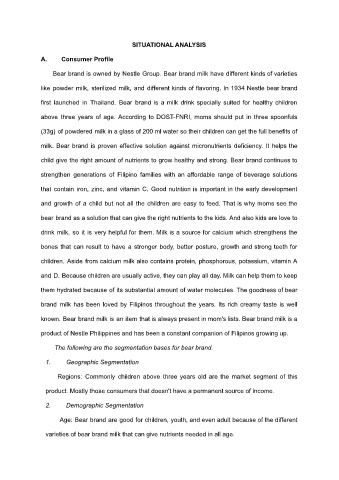 SITUATIONAL ANALYSIS
A. Consumer Profile
Bear brand is owned by Nestle Group. Bear brand milk have different kinds of varieties
like powder milk, sterilized milk, and different kinds of flavoring. In 1934 Nestle bear brand
first launched in Thailand. Bear brand is a milk drink specially suited for healthy children
above three years of age. According to DOST-FNRI, moms should put in three spoonfuls
(33g) of powdered milk in a glass of 200 ml water so their children can get the full benefits of
milk. Bear brand is proven effective solution against micronutrients deficiency. It helps the
child give the right amount of nutrients to grow healthy and strong. Bear brand continues to
strengthen generations of Filipino families with an affordable range of beverage solutions
that contain iron, zinc, and vitamin C. Good nutrition is important in the early development
and growth of a child but not all the children are easy to feed. That is why moms see the
bear brand as a solution that can give the right nutrients to the kids. And also kids are love to
drink milk, so it is very helpful for them. Milk is a source for calcium which strengthens the
bones that can result to have a stronger body, better posture, growth and strong teeth for
children. Aside from calcium milk also contains protein, phosphorous, potassium, vitamin A
and D. Because children are usually active, they can play all day. Milk can help them to keep
them hydrated because of its substantial amount of water molecules. The goodness of bear
brand milk has been loved by Filipinos throughout the years. Its rich creamy taste is well
known. Bear brand milk is an item that is always present in mom's lists. Bear brand milk is a
product of Nestle Philippines and has been a constant companion of Filipinos growing up.
The following are the segmentation bases for bear brand.
1. Geographic Segmentation
Regions: Commonly children above three years old are the market segment of this
product. Mostly those consumers that doesn't have a permanent source of income.
2. Demographic Segmentation
Age: Bear brand are good for children, youth, and even adult because of the different
varieties of bear brand milk that can give nutrients needed in all age.